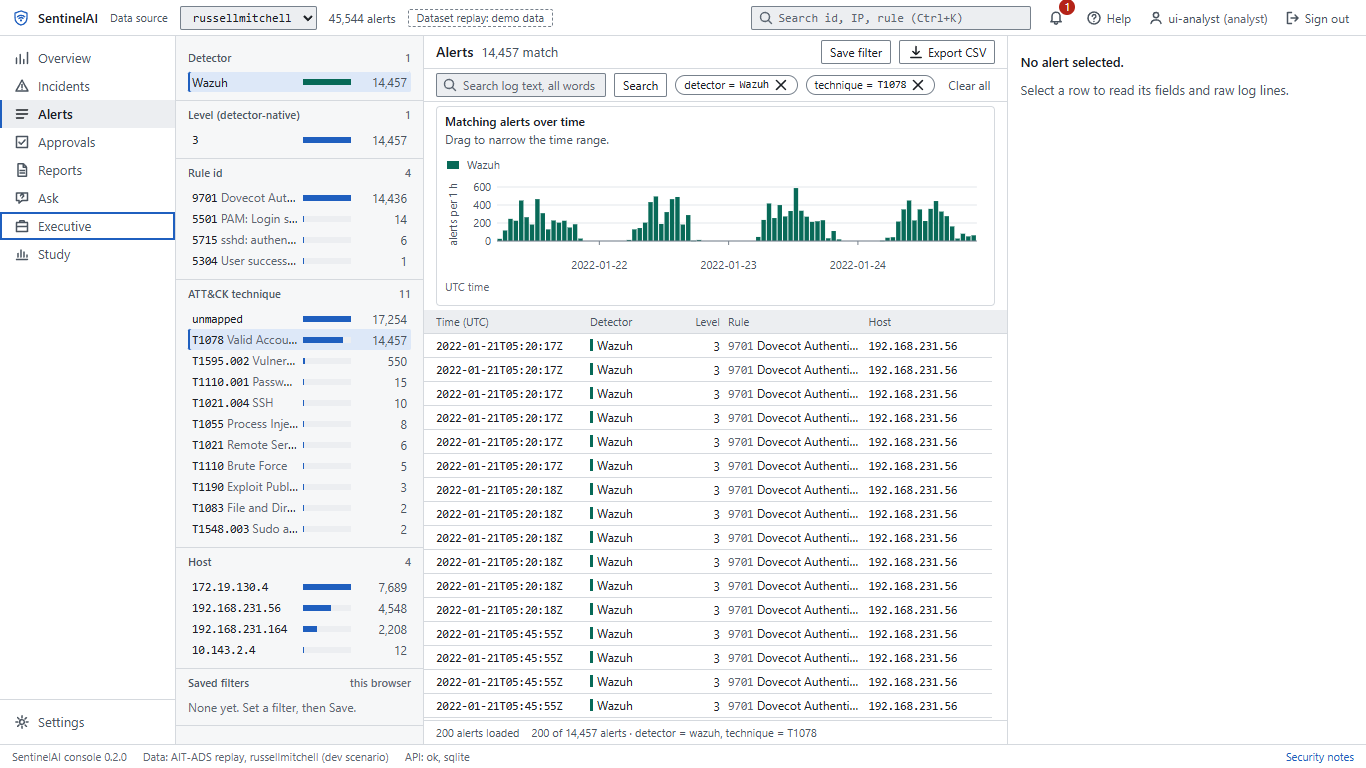 SentinelAI Data source russellmitchell 45,544 alerts Dataset replay: demo data Search id, IP, rule (Ctrl+K) 1 Help ui-analyst (analyst) Sign out
Overview
Incidents
Alerts
Approvals
Reports
Ask
Executive
Study
Settings
Detector 1
Wazuh 14,457
Level (detector-native) 1
3 14,457
Rule id 4
9701 Dovecot Aut... 14,436
5501 PAM: Login s... 14
5715 sshd: authen... 6
5304 User success... 1
ATT&CK technique 11
unmapped 17,254
T1078 Valid Accou... 14,457
T1595.002 Vulner... 550
T1110.001 Passw... 15
T1021.004 SSH 10
T1055 Process Inje... 8
T1021 Remote Ser... 6
T1110 Brute Force 5
T1190 Exploit Publ... 3
T1083 File and Dir... 2
T1548.003 Sudo a... 2
Host 4
172.19.130.4 7,689
192.168.231.56 4,548
192.168.231.164 2,208
10.143.2.4 12
Saved filters this browser
None yet. Set a filter, then Save.
Alerts 14,457 match Save filter Export CSV
Search log text, all words Search detector = Wazuh technique = T1078 Clear all
Matching alerts over time
Drag to narrow the time range.
Wazuh
alerts per 1 h
600
400
200
0
2022-01-22 2022-01-23 2022-01-24
UTC time
Time (UTC) Detector Level Rule Host
2022-01-21T05:20:17Z Wazuh 3 9701 Dovecot Authenti... 192.168.231.56
2022-01-21T05:20:17Z Wazuh 3 9701 Dovecot Authenti... 192.168.231.56
2022-01-21T05:20:17Z Wazuh 3 9701 Dovecot Authenti... 192.168.231.56
2022-01-21T05:20:17Z Wazuh 3 9701 Dovecot Authenti... 192.168.231.56
2022-01-21T05:20:17Z Wazuh 3 9701 Dovecot Authenti... 192.168.231.56
2022-01-21T05:20:17Z Wazuh 3 9701 Dovecot Authenti... 192.168.231.56
2022-01-21T05:20:18Z Wazuh 3 9701 Dovecot Authenti... 192.168.231.56
2022-01-21T05:20:18Z Wazuh 3 9701 Dovecot Authenti... 192.168.231.56
2022-01-21T05:20:18Z Wazuh 3 9701 Dovecot Authenti... 192.168.231.56
2022-01-21T05:20:18Z Wazuh 3 9701 Dovecot Authenti... 192.168.231.56
2022-01-21T05:20:18Z Wazuh 3 9701 Dovecot Authenti... 192.168.231.56
2022-01-21T05:20:18Z Wazuh 3 9701 Dovecot Authenti... 192.168.231.56
2022-01-21T05:45:55Z Wazuh 3 9701 Dovecot Authenti... 192.168.231.56
2022-01-21T05:45:55Z Wazuh 3 9701 Dovecot Authenti... 192.168.231.56
2022-01-21T05:45:55Z Wazuh 3 9701 Dovecot Authenti... 192.168.231.56
2022-01-21T05:45:55Z Wazuh 3 9701 Dovecot Authenti... 192.168.231.56
200 alerts loaded 200 of 14,457 alerts · detector = wazuh, technique = T1078
No alert selected.
Select a row to read its fields and raw log lines.
SentinelAI console 0.2.0 Data: AIT-ADS replay, russellmitchell (dev scenario) API: ok, sqlite Security notes